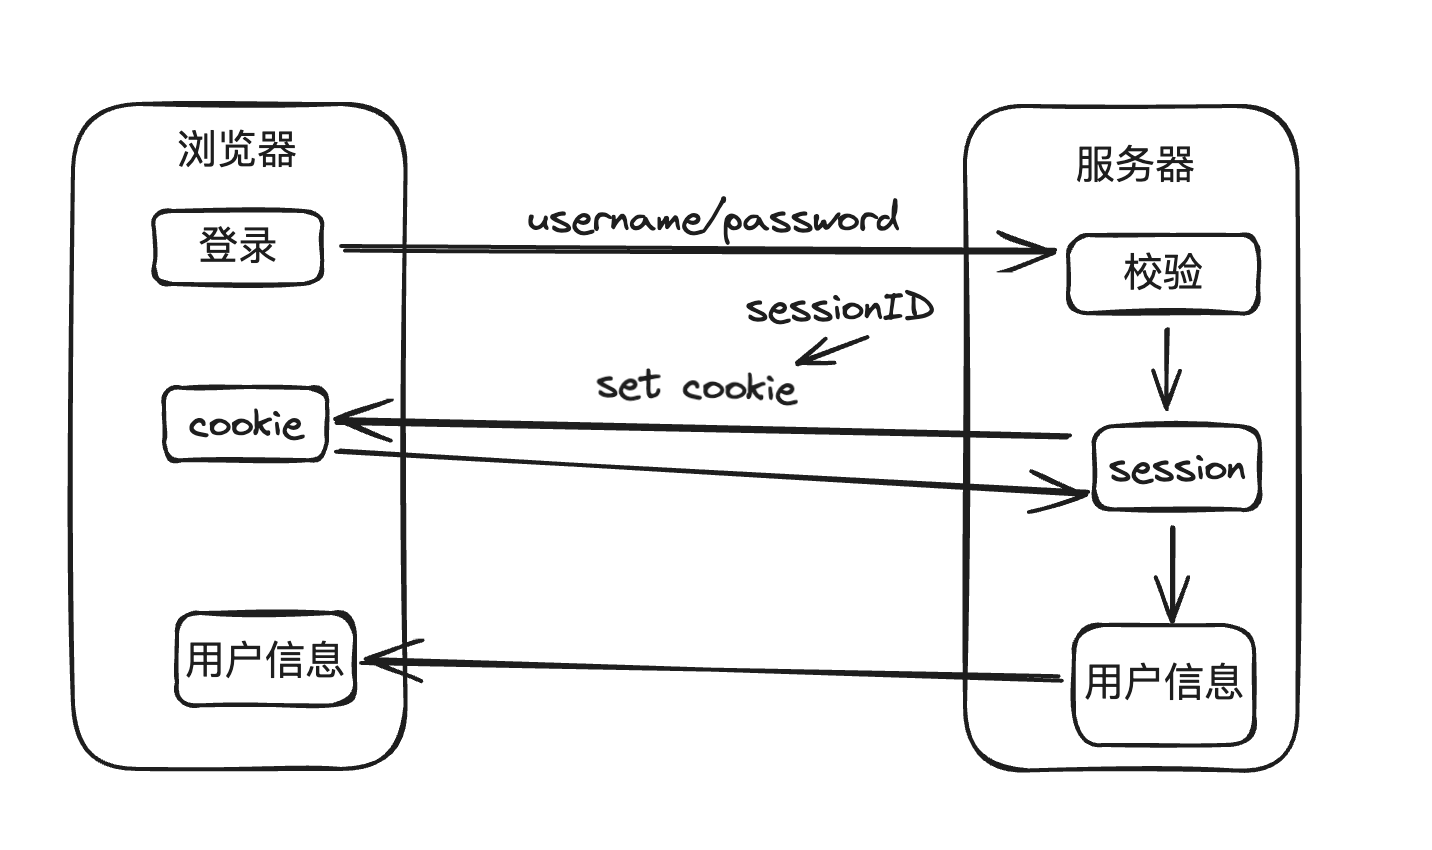 浏览器
服务器
username/password
登录
校验
sessionID
set cookie
cookie
session
用户信息
用户信息